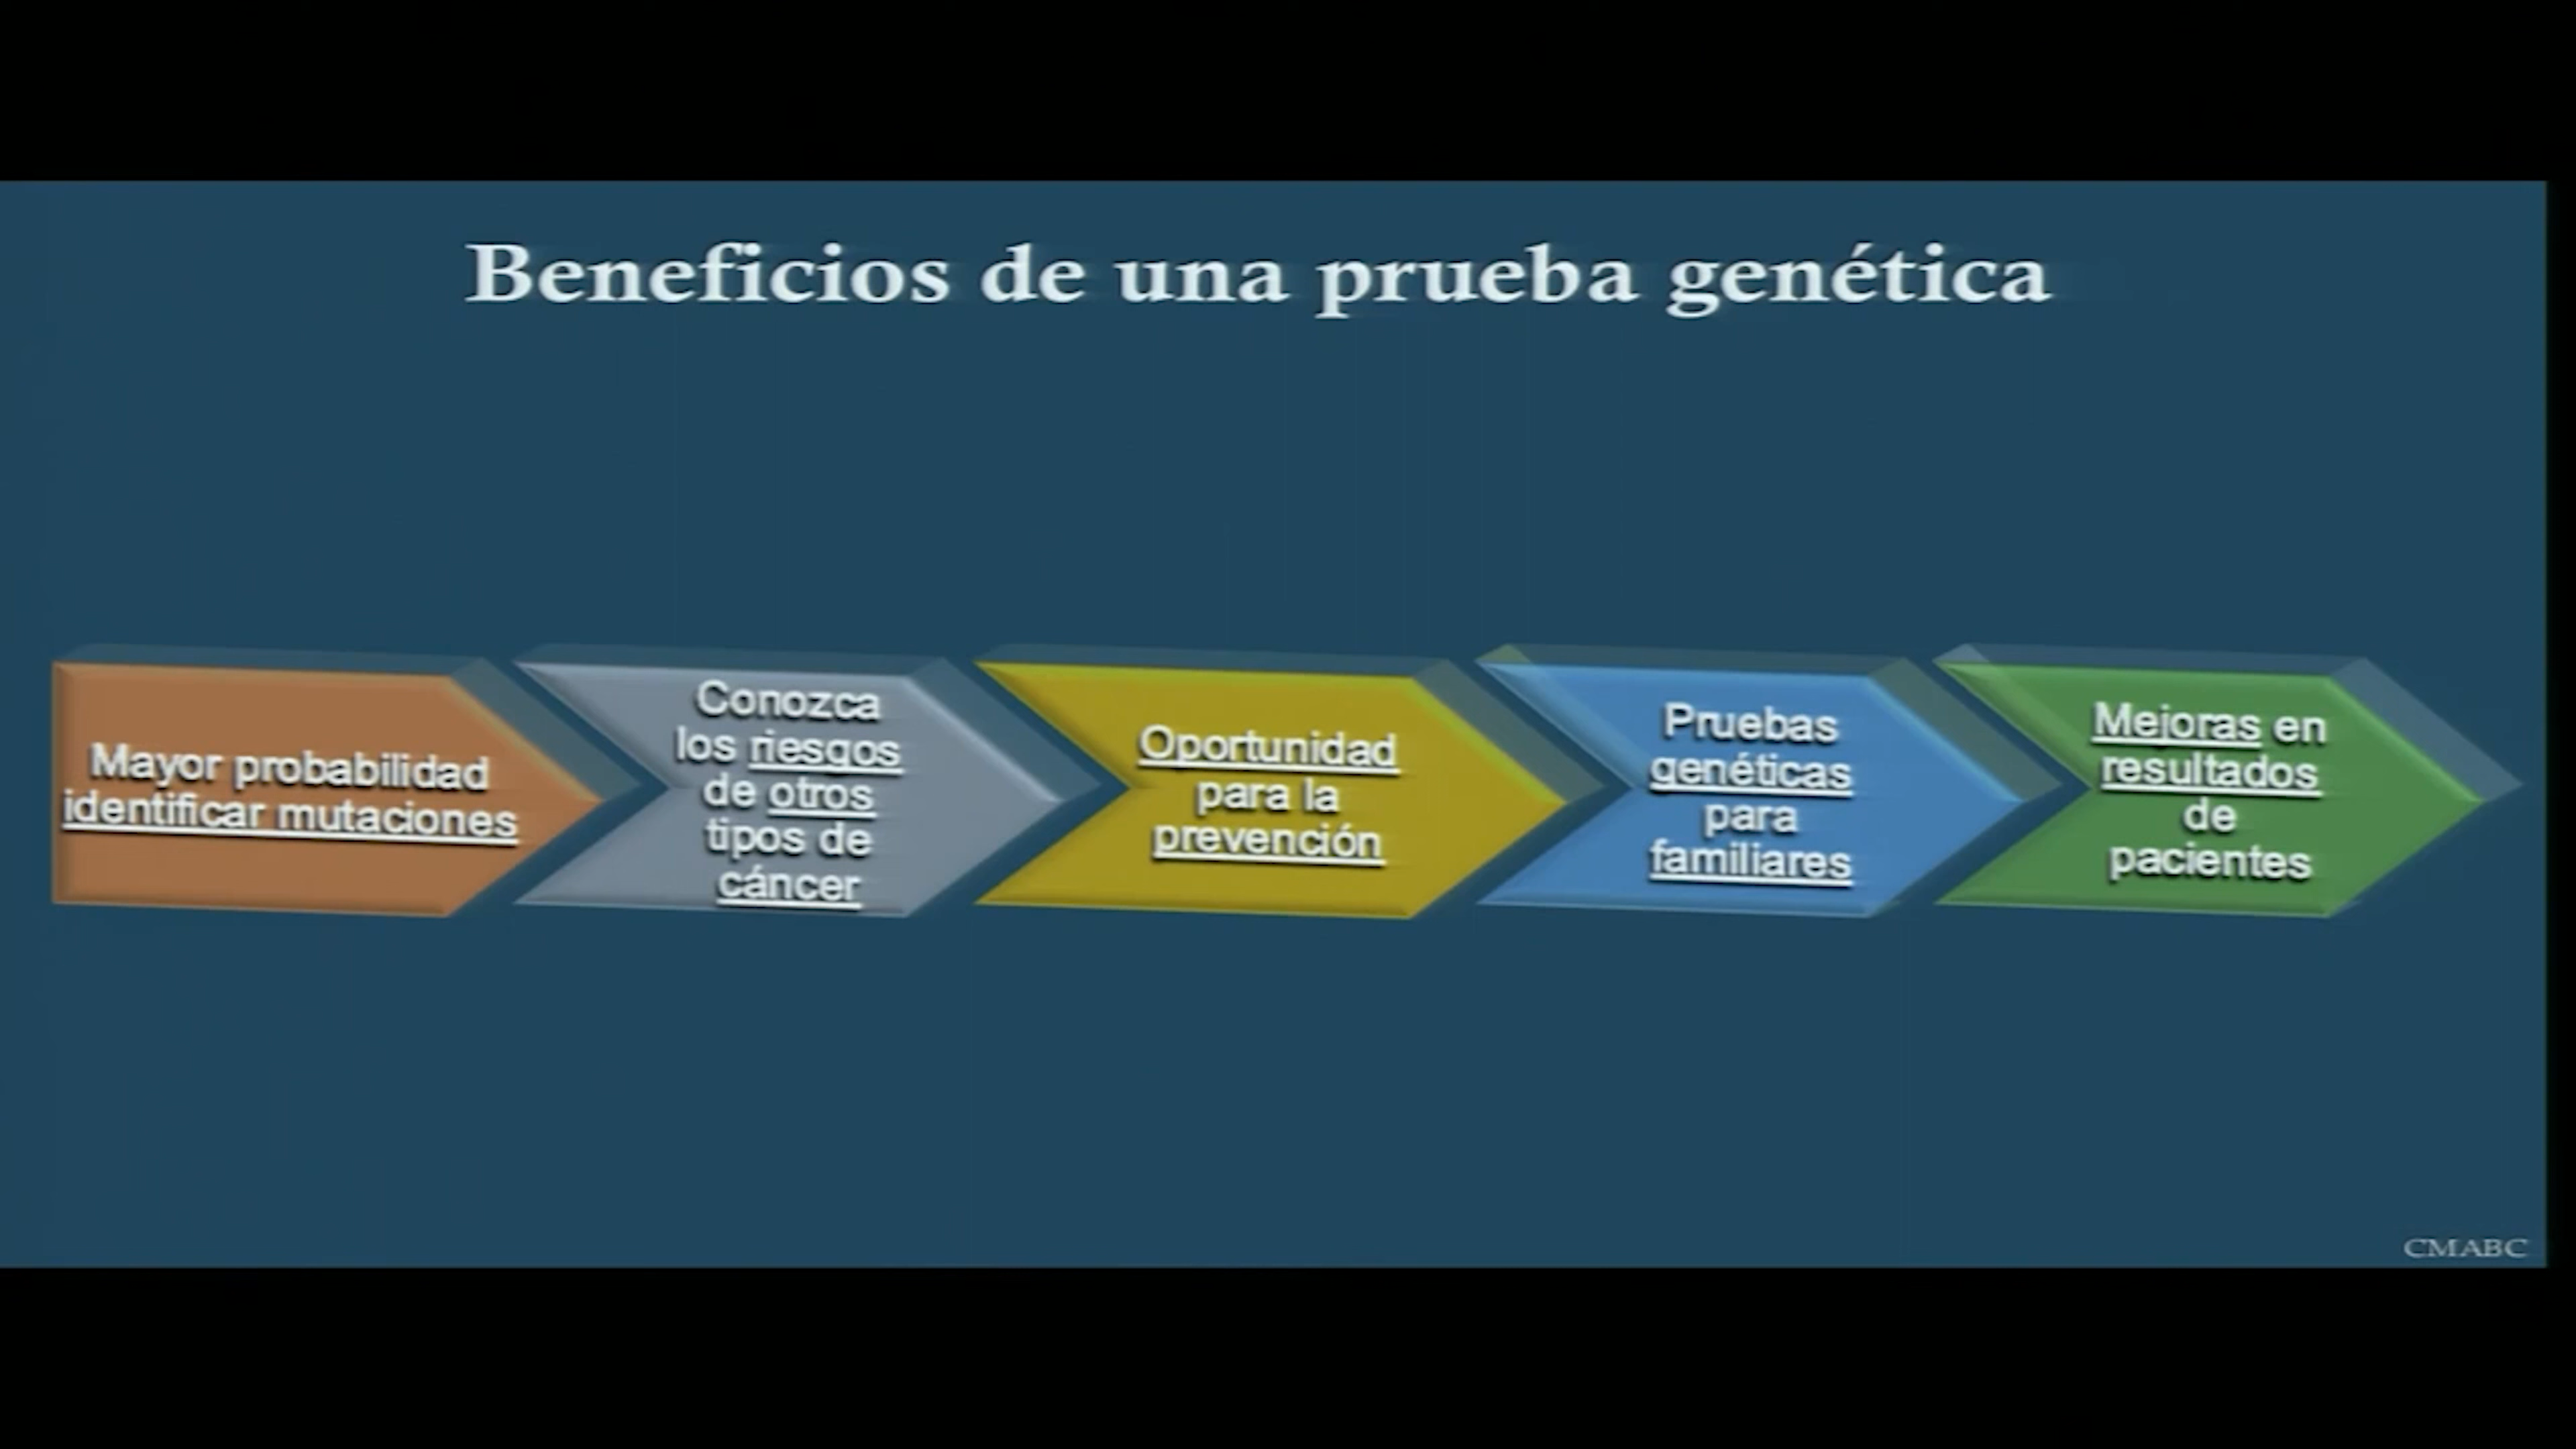 Beneficios de una prueba genética
Mayor probabilidad
identificar mutaciones
Conozca
los riesgos
de otros
tipos de
cáncer
Oportunidad
para la
prevención
Pruebas
genéticas
para
familiares
Mejoras en
resultados
de
pacientes
CMABC